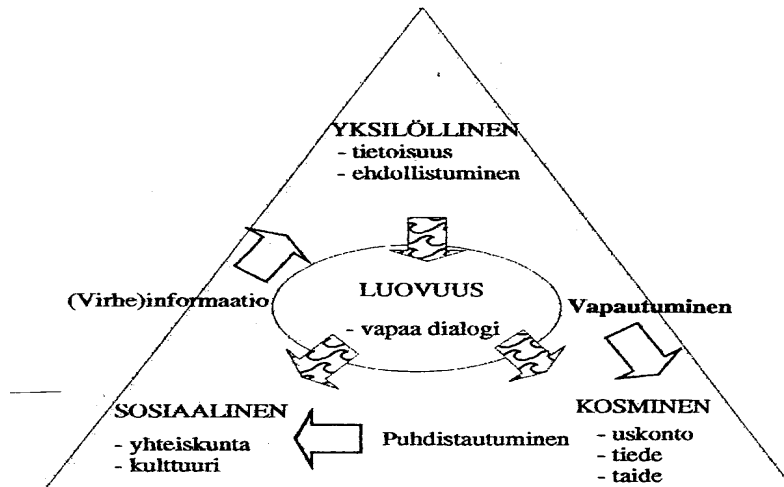 YKSILÖLLINEN
- tietoisuus
- ehdollistuminen
(Virhe)informaatio
LUOVUUS
- vapaa dialogi
Vapautuminen
SOSIAALINEN
- yhteiskunta
- kulttuuri
Puhdistautuminen
KOSMINEN
- uskonto
- tiede
- taide